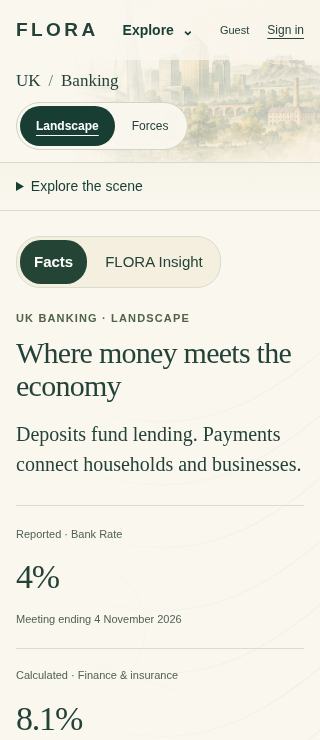 FLORA Explore Guest Sign in
UK / Banking
Landscape Forces
Explore the scene
Facts FLORA Insight
UK BANKING · LANDSCAPE
Where money meets the
economy
Deposits fund lending. Payments
connect households and businesses.
Reported · Bank Rate
4%
Meeting ending 4 November 2026
Calculated · Finance & insurance
8.1%